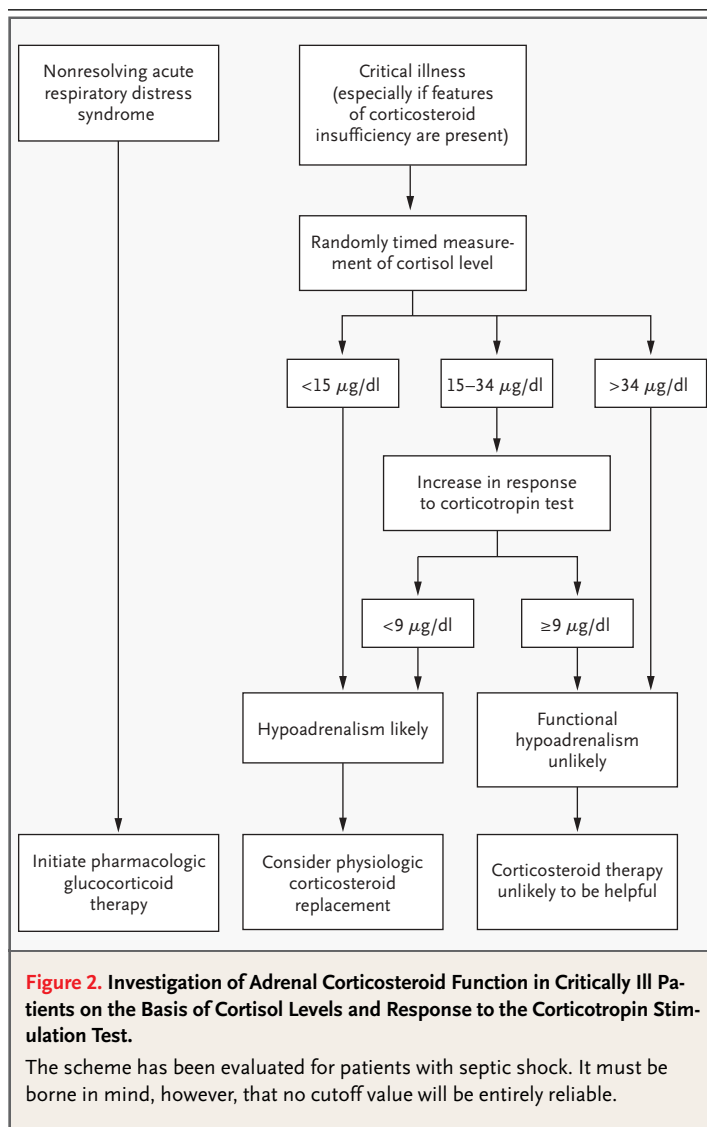 Nonresolving acute
respiratory distress
syndrome
Critical illness
(especially if features
of corticosteroid
insufficiency are present)
Randomly timed measure-
ment of cortisol level
<15 μg/dl
15–34 μg/dl
>34 μg/dl
Increase in response
to corticotropin test
<9 μg/dl
≥9 μg/dl
Hypoadrenalism likely
Functional
hypoadrenalism
unlikely
Initiate pharmacologic
glucocorticoid
therapy
Consider physiologic
corticosteroid
replacement
Corticosteroid therapy
unlikely to be helpful
Figure 2. Investigation of Adrenal Corticosteroid Function in Critically Ill Pa-
tients on the Basis of Cortisol Levels and Response to the Corticotropin Stim-
ulation Test.
The scheme has been evaluated for patients with septic shock. It must be
borne in mind, however, that no cutoff value will be entirely reliable.